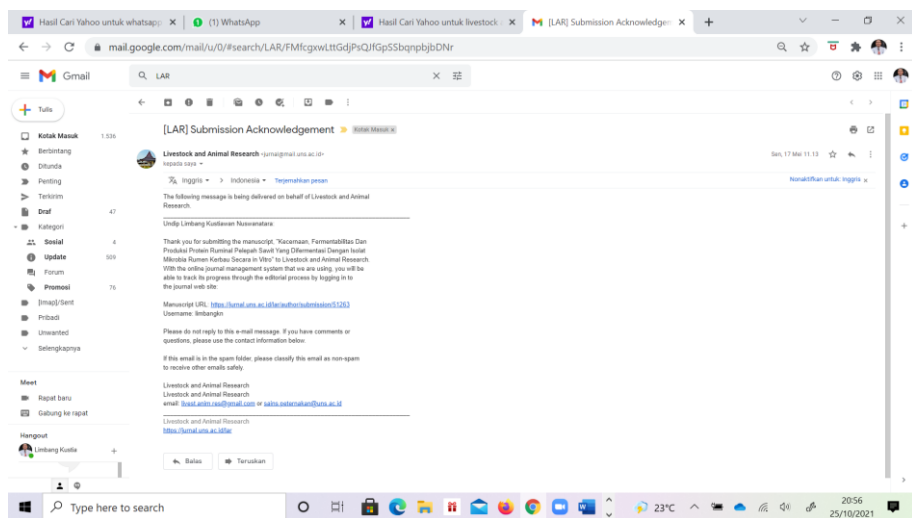 Hasil Cari Yahoo untuk whatsapp
(1) WhatsApp
Hasil Cari Yahoo untuk livestock
[LAR] Submission Acknowledgem
mail.google.com/mail/u/0/#search/LAR/FMfcgxwLttGdjPsQJfGpSSbqnpbjbDNr
Gmail
LAR
Tulis
Kotak Masuk 1.536
Berbintang
Ditunda
Penting
Terkirim
Draf 47
Kategori
Sosial 4
Update 509
Forum
Promosi 76
[Imap]/Sent
Pribadi
Unwanted
Selengkapnya
Meet
Rapat baru
Gabung ke rapat
Hangout
Limbang Kustia
[LAR] Submission Acknowledgement Kotak Masuk x
Livestock and Animal Research <jurnal@mail.uns.ac.id> Sen, 17 Mei 11.13
kepada saya
Inggris > Indonesia Terjemahkan pesan Nonaktifkan untuk: Inggris x
The following message is being delivered on behalf of Livestock and Animal
Research.
Undip Limbang Kustiawan Nuswanatara:
Thank you for submitting the manuscript, "Kecernaan, Fermentabilitas Dan
Produksi Protein Ruminal Pelepah Sawit Yang Difermentasi Dengan Isolat
Mikrobia Rumen Kerbau Secara in Vitro" to Livestock and Animal Research.
With the online journal management system that we are using, you will be
able to track its progress through the editorial process by logging in to
the journal web site:
Manuscript URL: https://jurnal.uns.ac.id/lar/author/submission/51263
Username: limbangkn
Please do not reply to this e-mail message. If you have comments or
questions, please use the contact information below.
If this email is in the spam folder, please classify this email as non-spam
to receive other emails safely.
Livestock and Animal Research
Livestock and Animal Research
email: livest.anim.res@gmail.com or sains.peternakan@uns.ac.id
Livestock and Animal Research
https://jurnal.uns.ac.id/lar
Balas
Teruskan
Type here to search
23°C
20:56
25/10/2021